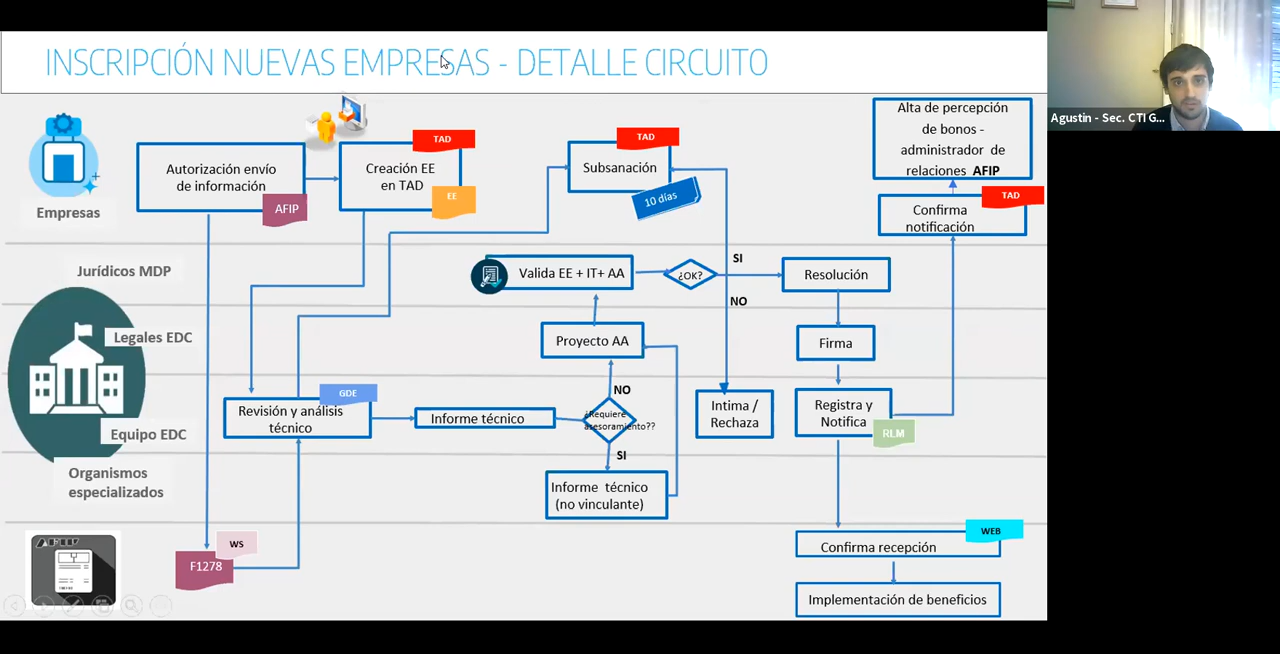 INSCRIPCIÓN NUEVAS EMPRESAS - DETALLE CIRCUITO
Agustin - Sec. CTI G...
Empresas
Autorización envío
de información
AFIP
TAD
Creación EE
en TAD
EE
TAD
Subsanación
10 días
Alta de percepción
de bonos -
administrador de
relaciones AFIP
TAD
Confirma
notificación
Jurídicos MDP
Valida EE + IT+ AA
¿OK?
SI
NO
Resolución
Legales EDC
Proyecto AA
Firma
Equipo EDC
GDE
Revisión y análisis
técnico
Informe técnico
NO
¿Requiere
asesoramiento??
SI
Intima /
Rechaza
Registra y
Notifica
RLM
Organismos
especializados
Informe técnico
(no vinculante)
AFIP
F1278
WS
WEB
Confirma recepción
Implementación de beneficios